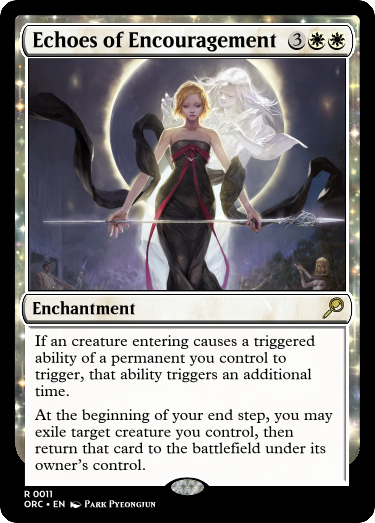 Echoes of Encouragement 3
Enchantment
If an creature entering causes a triggered
ability of a permanent you control to
trigger, that ability triggers an additional
time.
At the beginning of your end step, you may
exile target creature you control, then
return that card to the battlefield under its
owner's control.
R 0011
ORC • EN Park Pyeongjun